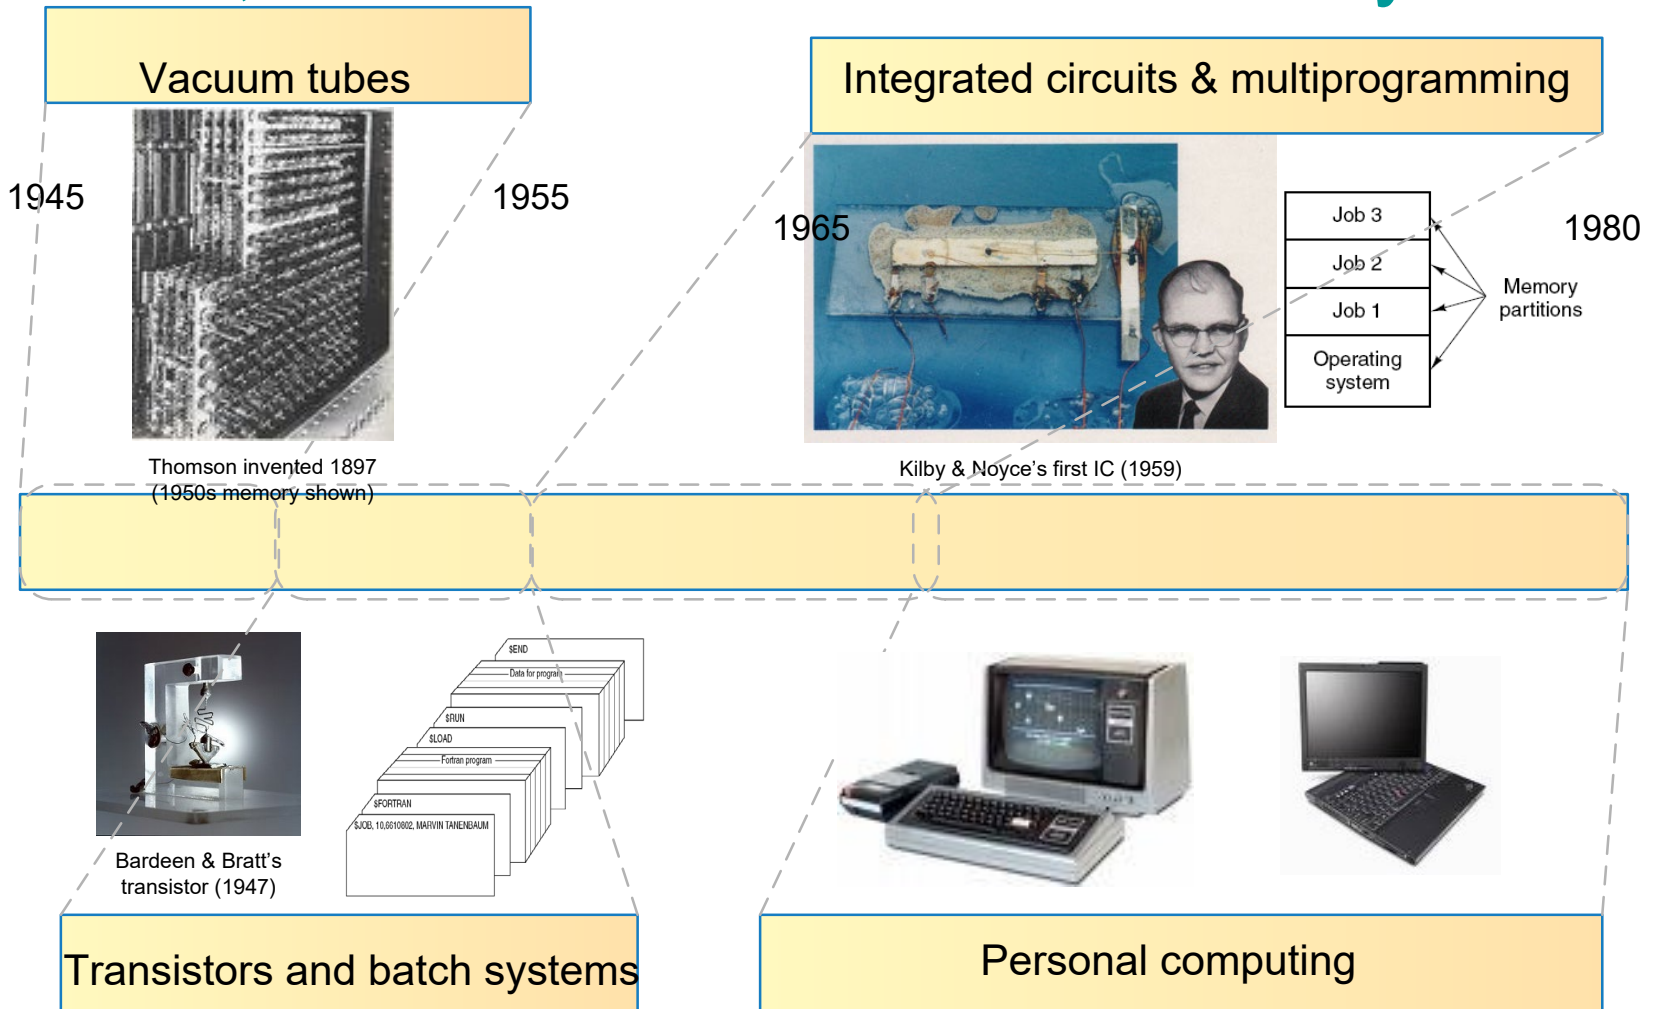 Vacuum tubes
Integrated circuits & multiprogramming
1945
1955
1965
1980
Job 3
Job 2
Job 1
Operating
system
Memory
partitions
Thomson invented 1897
(1950s memory shown)
Kilby & Noyce's first IC (1959)
$END
Data for program
$RUN
$LOAD
Fortran program
$FORTRAN
$JOB, 10,6610802, MARVIN TANENBAUM
Bardeen & Bratt's
transistor (1947)
Transistors and batch systems
Personal computing